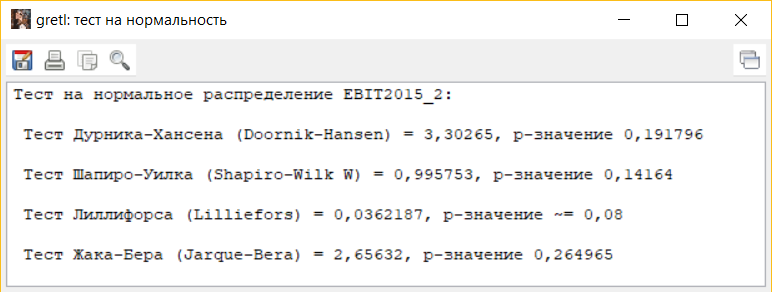 gretl: тест на нормальность
Тест на нормальное распределение EBIT2015_2:
Тест Дурника-Хансена (Doornik-Hansen) = 3,30265, р-значение 0,191796
Тест Шапиро-Уилка (Shapiro-Wilk W) = 0,995753, р-значение 0,14164
Тест Лиллифорса (Lilliefors) = 0,0362187, р-значение ~= 0,08
Тест Жака-Бера (Jarque-Bera) = 2,65632, р-значение 0,264965